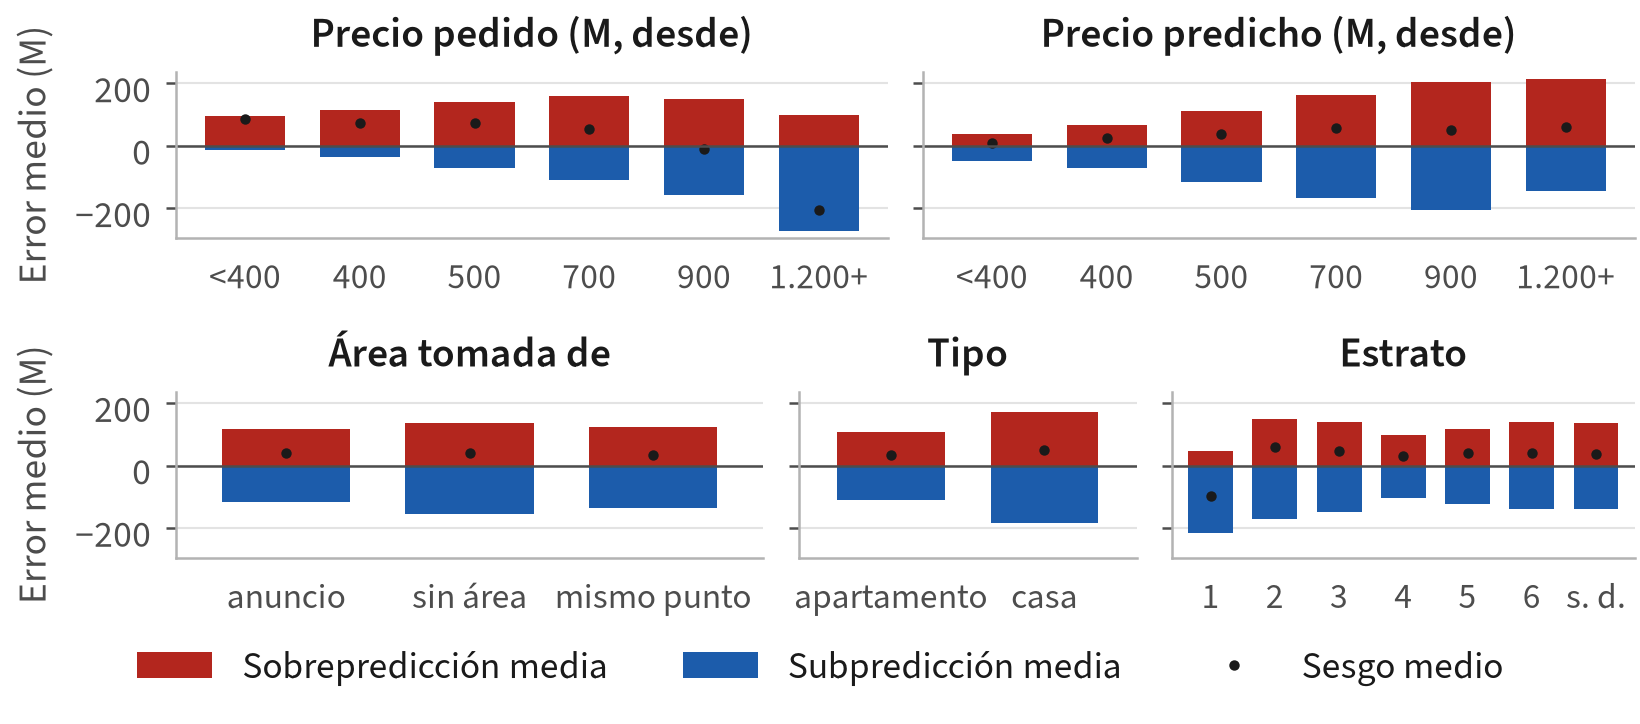 Precio pedido (M, desde)
Precio predicho (M, desde)
Error medio (M)
200
0
−200
<400 400 500 700 900 1.200+
<400 400 500 700 900 1.200+
Área tomada de
Tipo
Estrato
Error medio (M)
200
0
−200
anuncio sin área mismo punto
apartamento casa
1 2 3 4 5 6 s. d.
Sobrepredicción media
Subpredicción media
Sesgo medio